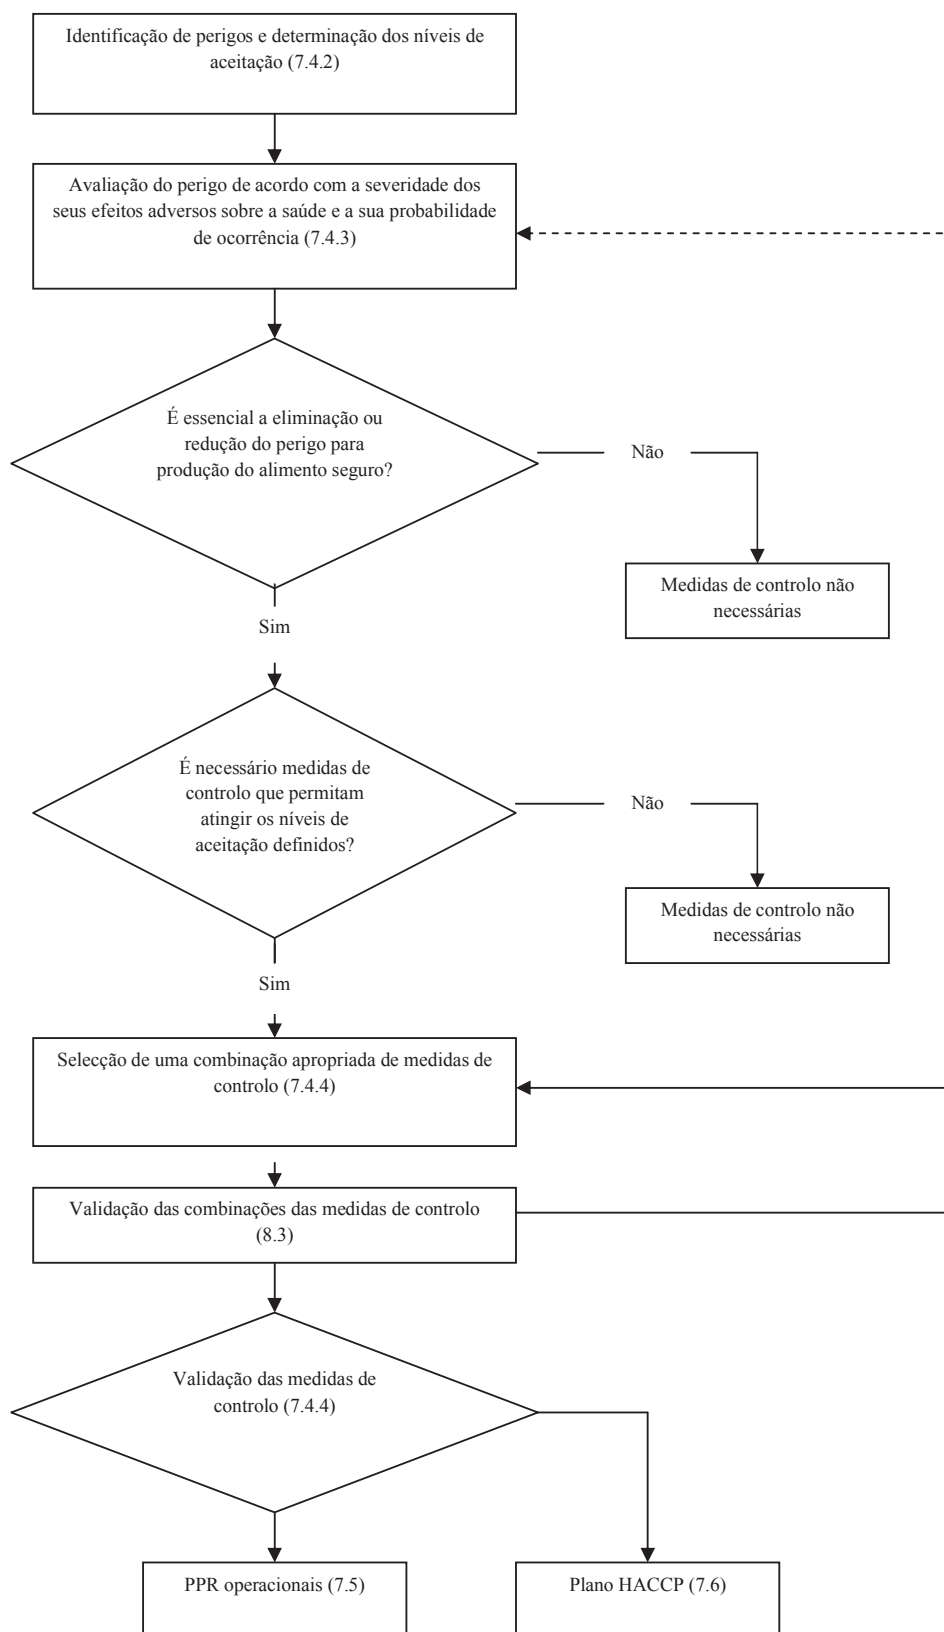 Identificação de perigos e determinação dos níveis de
aceitação (7.4.2)
Avaliação do perigo de acordo com a severidade dos
seus efeitos adversos sobre a saúde e a sua probabilidade
de ocorrência (7.4.3)
É essencial a eliminação ou
redução do perigo para
produção do alimento seguro?
Não
Medidas de controlo não
necessárias
Sim
É necessário medidas de
controlo que permitam
atingir os níveis de
aceitação definidos?
Não
Medidas de controlo não
necessárias
Sim
Selecção de uma combinação apropriada de medidas de
controlo (7.4.4)
Validação das combinações das medidas de controlo
(8.3)
Validação das medidas de
controlo (7.4.4)
PPR operacionais (7.5)
Plano HACCP (7.6)